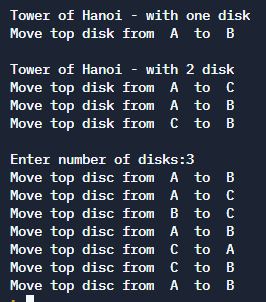 Tower of Hanoi - with one disk
Move top disk from  A  to  B
Tower of Hanoi - with 2 disk
Move top disk from  A  to  C
Move top disk from  A  to  B
Move top disk from  C  to  B
Enter number of disks:3
Move top disc from  A  to  B
Move top disc from  A  to  C
Move top disc from  B  to  C
Move top disc from  A  to  B
Move top disc from  C  to  A
Move top disc from  C  to  B
Move top disc from  A  to  B